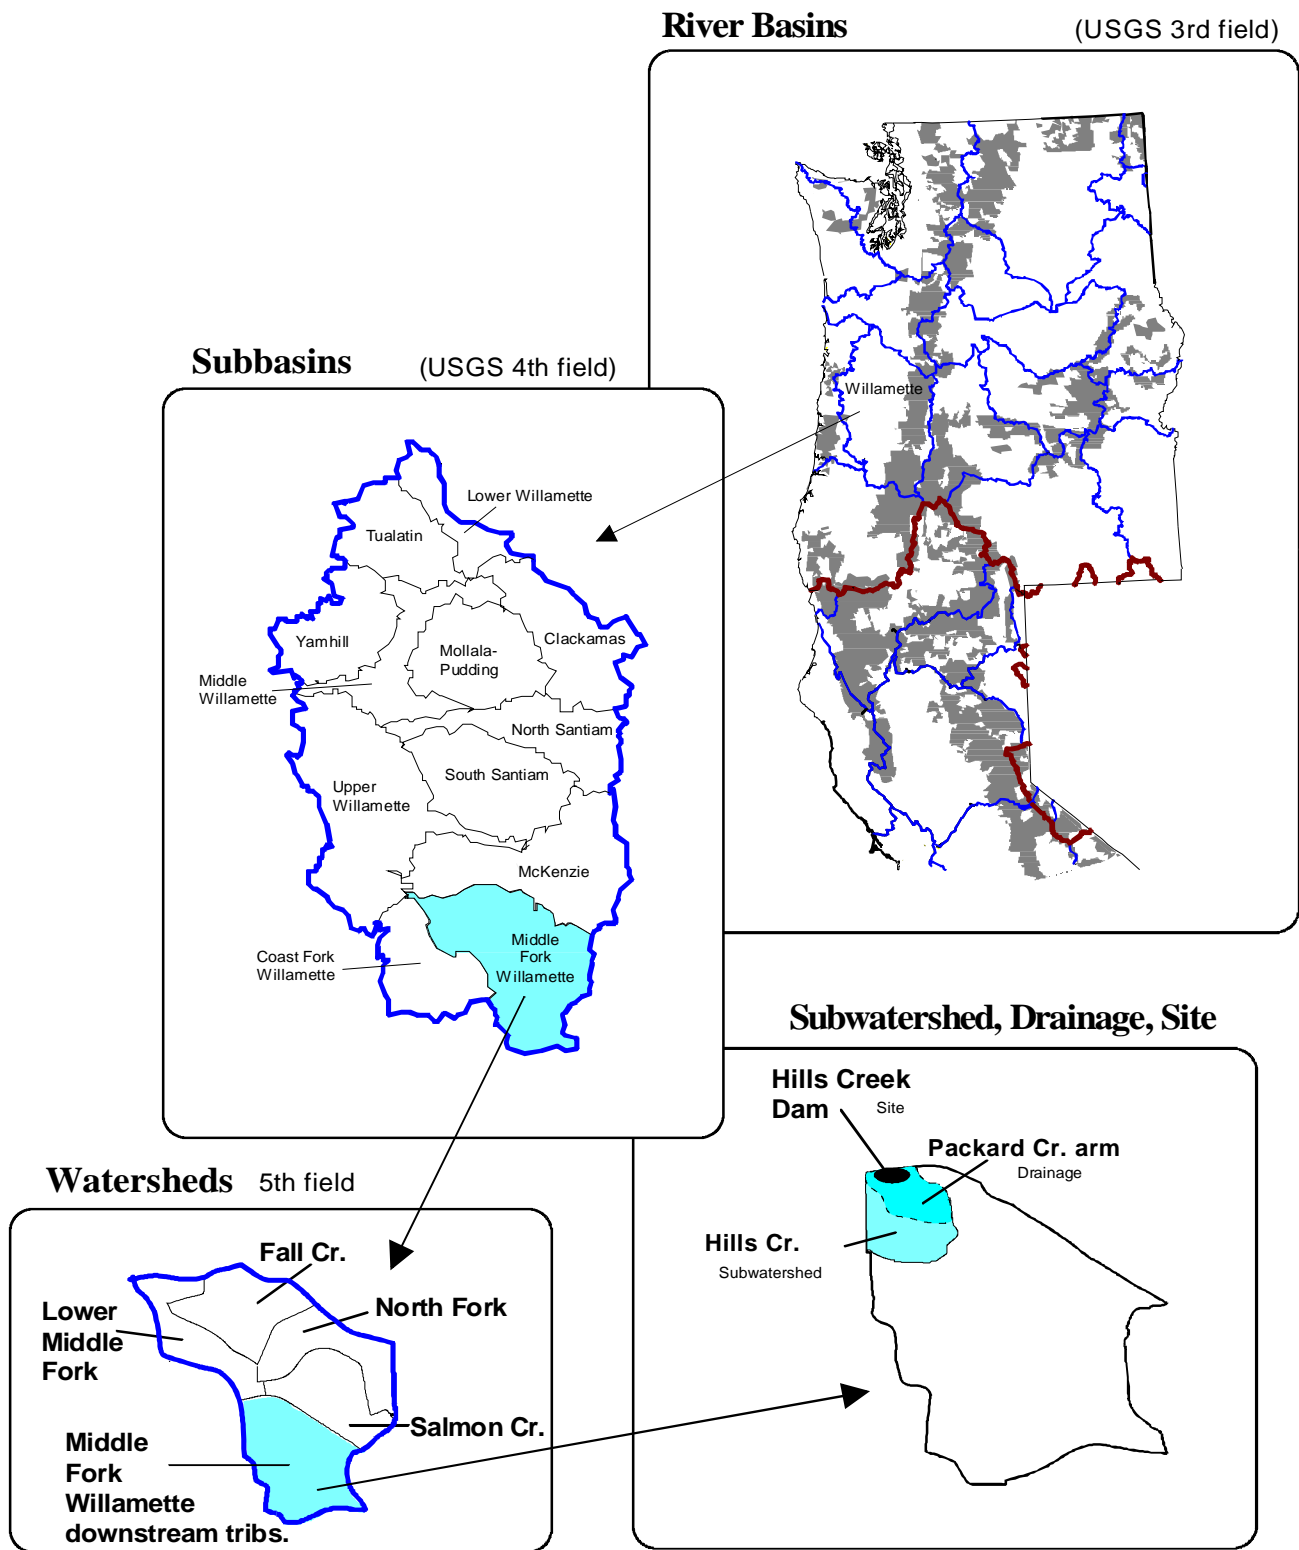 River Basins (USGS 3rd field)
Willamette
Subbasins (USGS 4th field)
Lower Willamette
Tualatin
Yamhill
Clackamas
Mollala-
Pudding
Middle
Willamette
North Santiam
South Santiam
Upper
Willamette
McKenzie
Middle
Fork
Willamette
Coast Fork
Willamette
Subwatershed, Drainage, Site
Hills Creek
Dam Site
Packard Cr. arm
Drainage
Hills Cr.
Subwatershed
Watersheds 5th field
Fall Cr.
North Fork
Lower
Middle
Fork
Salmon Cr.
Middle
Fork
Willamette
downstream tribs.